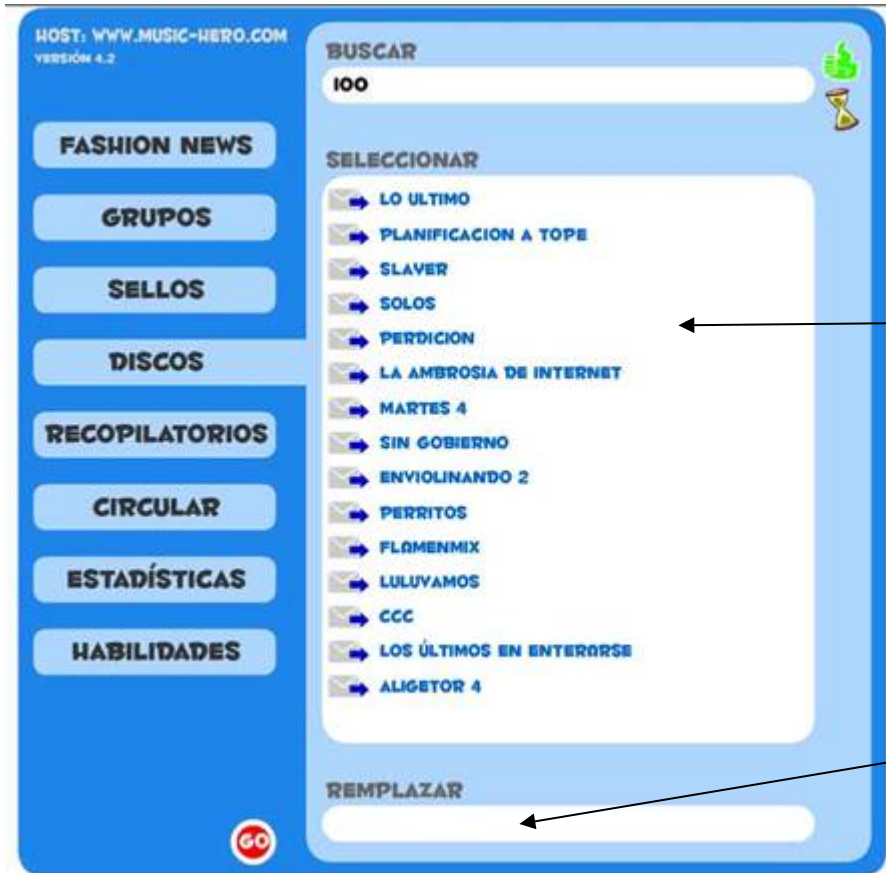 HOST: WWW.MUSIC-HERO.COM
VERSIÓN 4.2
FASHION NEWS
GRUPOS
SELLOS
DISCOS
RECOPILATORIOS
CIRCULAR
ESTADÍSTICAS
HABILIDADES
GO
BUSCAR
100
SELECCIONAR
LO ULTIMO
PLANIFICACION A TOPE
SLAYER
SOLOS
PERDICION
LA AMBROSIA DE INTERNET
MARTES 4
SIN GOBIERNO
ENVIOLINANDO 2
PERRITOS
FLAMENMIX
LULUVAMOS
CCC
LOS ÚLTIMOS EN ENTERARSE
ALIGETOR 4
REMPLAZAR